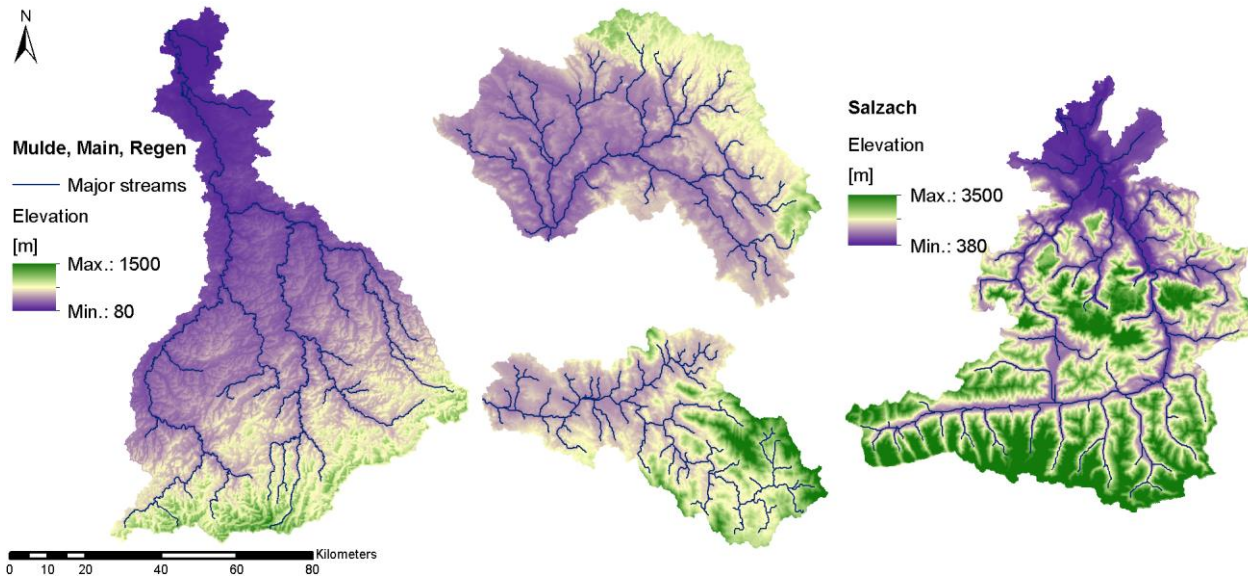 N
Mulde, Main, Regen
Major streams
Elevation
[m]
Max.: 1500
Min.: 80
Salzach
Elevation
[m]
Max.: 3500
Min.: 380
Kilometers
0 10 20 40 60 80